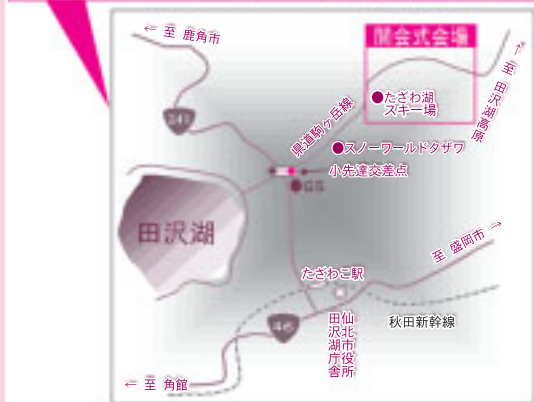 ← 至 鹿角市
開会式会場
→ 至 田沢湖高原
●たざわ湖
スキー場
341
県道駒ヶ岳線
●スノーワールドタザワ
小先達交差点
●GS
田沢湖
至 盛岡市 →
たざわこ駅
46
仙北市役所
田沢湖庁舎
秋田新幹線
← 至 角館